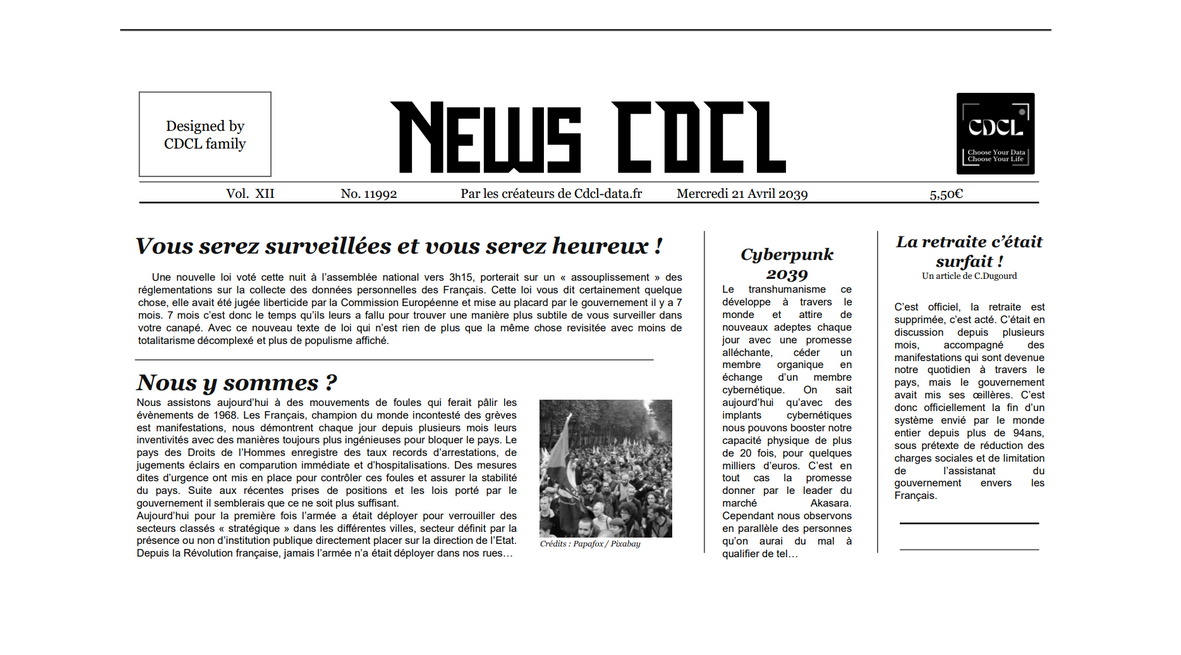 Designed by
CDCL family
NEWS CDCL
CDCL
Choose Your Data
Choose Your Life
Vol. XII No. 11992 Par les créateurs de Cdcl-data.fr Mercredi 21 Avril 2039 5,50€
Vous serez surveillées et vous serez heureux !
Une nouvelle loi voté cette nuit à l’assemblée national vers 3h15, porterait sur un « assouplissement » des
réglementations sur la collecte des données personnelles des Français. Cette loi vous dit certainement quelque
chose, elle avait été jugée liberticide par la Commission Européenne et mise au placard par le gouvernement il y a 7
mois. 7 mois c’est donc le temps qu’ils leurs a fallu pour trouver une manière plus subtile de vous surveiller dans
votre canapé. Avec ce nouveau texte de loi qui n’est rien de plus que la même chose revisitée avec moins de
totalitarisme décomplexé et plus de populisme affiché.
Nous y sommes ?
Nous assistons aujourd’hui à des mouvements de foules qui ferait pâlir les
évènements de 1968. Les Français, champion du monde incontesté des grèves
est manifestations, nous démontrent chaque jour depuis plusieurs mois leurs
inventivités avec des manières toujours plus ingénieuses pour bloquer le pays. Le
pays des Droits de l’Hommes enregistre des taux records d’arrestations, de
jugements éclairs en comparution immédiate et d’hospitalisations. Des mesures
dites d’urgence ont mis en place pour contrôler ces foules et assurer la stabilité
du pays. Suite aux récentes prises de positions et les lois porté par le
gouvernement il semblerais que ce ne soit plus suffisant.
Aujourd’hui pour la première fois l’armée a était déployer pour verrouiller des
secteurs classés « stratégique » dans les différentes villes, secteur définit par la
présence ou non d’institution publique directement placer sur la direction de l’Etat.
Depuis la Révolution française, jamais l’armée n’a était déployer dans nos rues…
Crédits : Papafox / Pixabay
Cyberpunk
2039
Le transhumanisme ce
développe à travers le
monde et attire de
nouveaux adeptes chaque
jour avec une promesse
alléchante, céder un
membre organique en
échange d’un membre
cybernétique. On sait
aujourd’hui qu’avec des
implants cybernétiques
nous pouvons booster notre
capacité physique de plus
de 20 fois, pour quelques
milliers d’euros. C’est en
tout cas la promesse
donner par le leader du
marché Akasara.
Cependant nous observons
en parallèle des personnes
qu’on aurai du mal à
qualifier de tel…
La retraite c’était
surfait !
Un article de C.Dugourd
C’est officiel, la retraite est
supprimée, c’est acté. C’était en
discussion depuis plusieurs
mois, accompagné des
manifestations qui sont devenue
notre quotidien à travers le
pays, mais le gouvernement
avait mis ses œillères. C’est
donc officiellement la fin d’un
système envié par le monde
entier depuis plus de 94ans,
sous prétexte de réduction des
charges sociales et de limitation
de l’assistanat du
gouvernement envers les
Français.